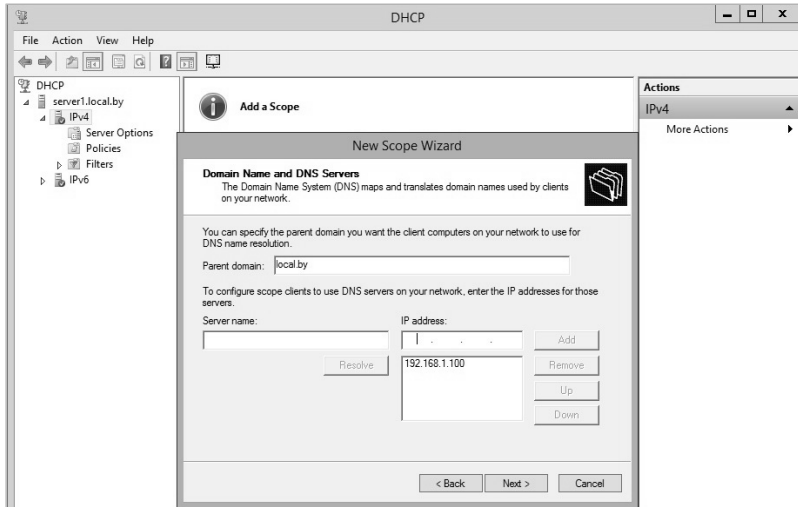 DHCP
File Action View Help
DHCP
server1.local.by
IPv4
Server Options
Policies
Filters
IPv6
Add a Scope
Actions
IPv4
More Actions
New Scope Wizard
Domain Name and DNS Servers
The Domain Name System (DNS) maps and translates domain names used by clients
on your network.
You can specify the parent domain you want the client computers on your network to use for
DNS name resolution.
Parent domain: local.by
To configure scope clients to use DNS servers on your network, enter the IP addresses for those
servers.
Server name: IP address:
Add
Resolve 192.168.1.100 Remove
Up
Down
< Back Next > Cancel